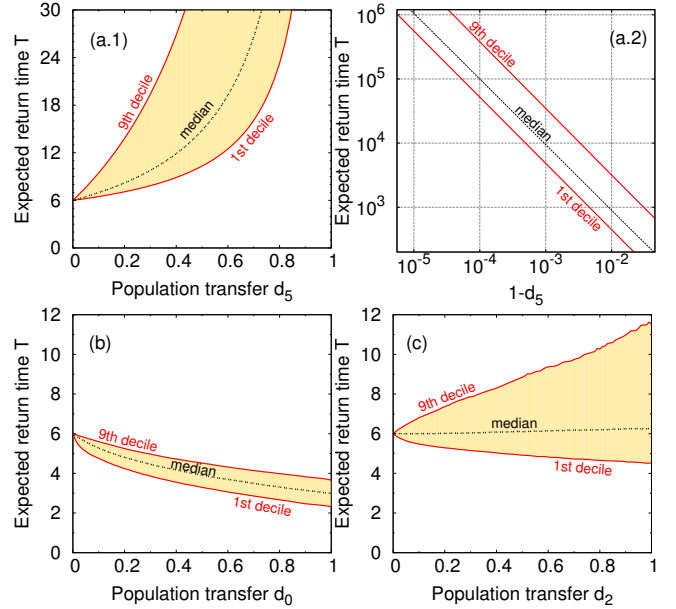 (a.1)
Expected return time T
30
24
18
12
6
0
9th decile
median
1st decile
0 0.2 0.4 0.6 0.8 1
Population transfer d5
(a.2)
Expected return time T
10^6
10^5
10^4
10^3
9th decile
median
1st decile
10^-5 10^-4 10^-3 10^-2
1-d5
(b)
Expected return time T
12
10
8
6
4
2
0
9th decile
median
1st decile
0 0.2 0.4 0.6 0.8 1
Population transfer d0
(c)
Expected return time T
12
10
8
6
4
2
0
9th decile
median
1st decile
0 0.2 0.4 0.6 0.8 1
Population transfer d2